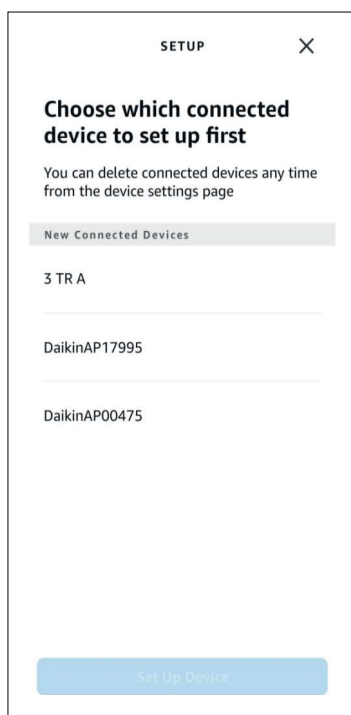 SETUP
Choose which connected
device to set up first
You can delete connected devices any time
from the device settings page
New Connected Devices
3 TR A
DaikinAP17995
DaikinAP00475
Set Up Device